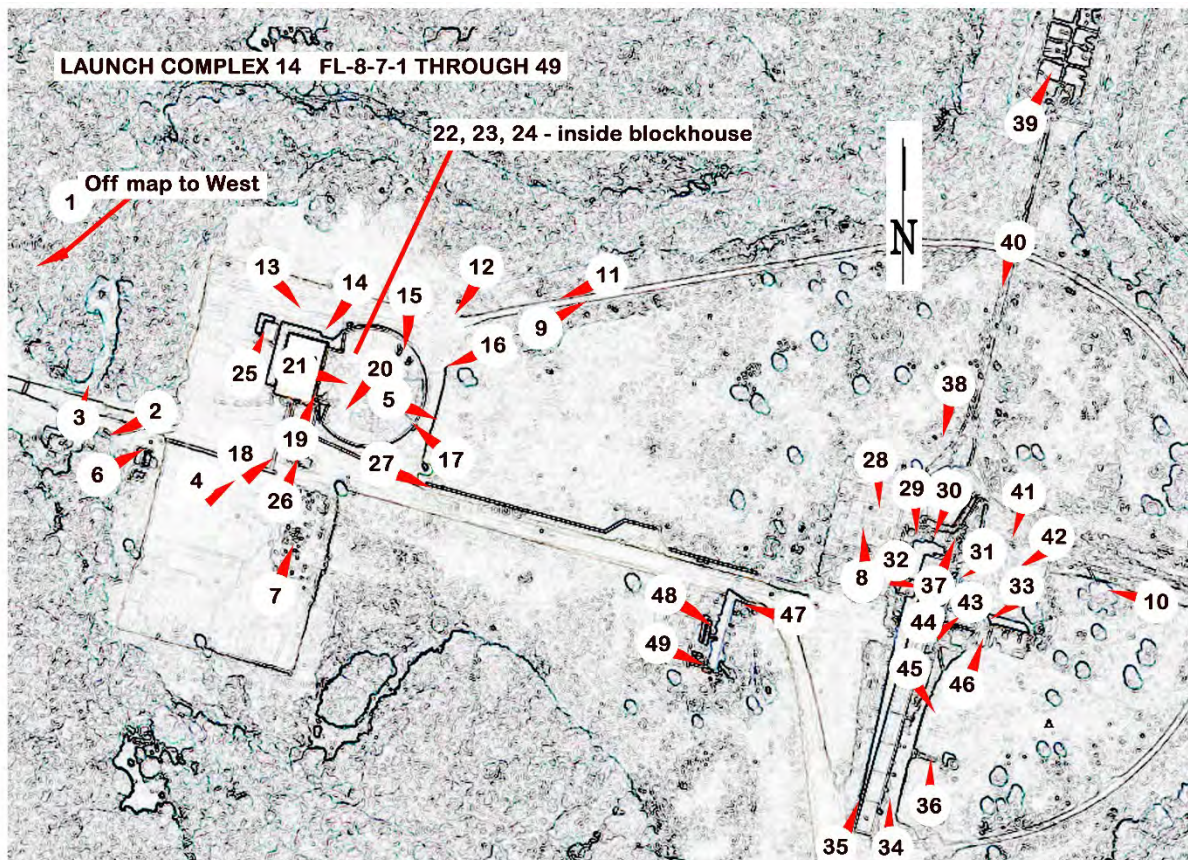 LAUNCH COMPLEX 14 FL-8-7-1 THROUGH 49
39
22, 23, 24 - inside blockhouse
1 Off map to West
N
40
13 14 15 12 11 9
16
25 21 20
5
3 2
19 17
6 18 27
4 26
38
28
29 30 41
7
32 31 42
8 37 33 10
48 44 43 47
49 45 46
36
35 34